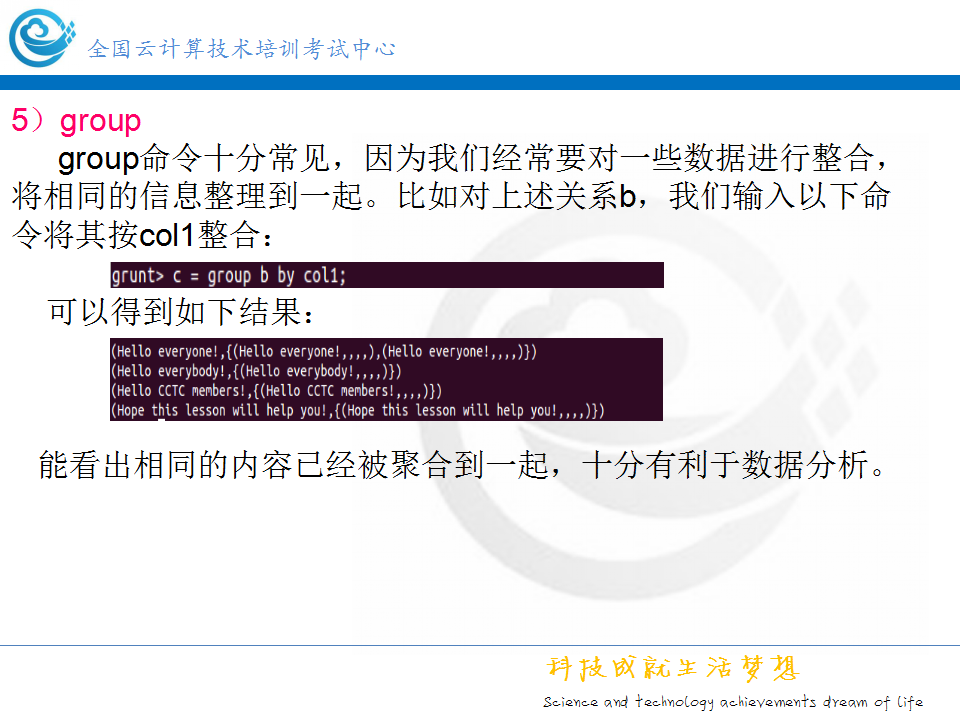 全国云计算技术培训考试中心
5）group
group命令十分常见，因为我们经常要对一些数据进行整合，
将相同的信息整理到一起。比如对上述关系b，我们输入以下命
令将其按col1整合：
grunt> c = group b by col1;
可以得到如下结果：
(Hello everyone!,{(Hello everyone!,,,,),(Hello everyone!,,,,)})
(Hello everybody!,{(Hello everybody!,,,,)})
(Hello CCTC members!,{(Hello CCTC members!,,,,)})
(Hope this lesson will help you!,{(Hope this lesson will help you!,,,,)})
能看出相同的内容已经被聚合到一起，十分有利于数据分析。
科技成就生活梦想
Science and technology achievements dream of life